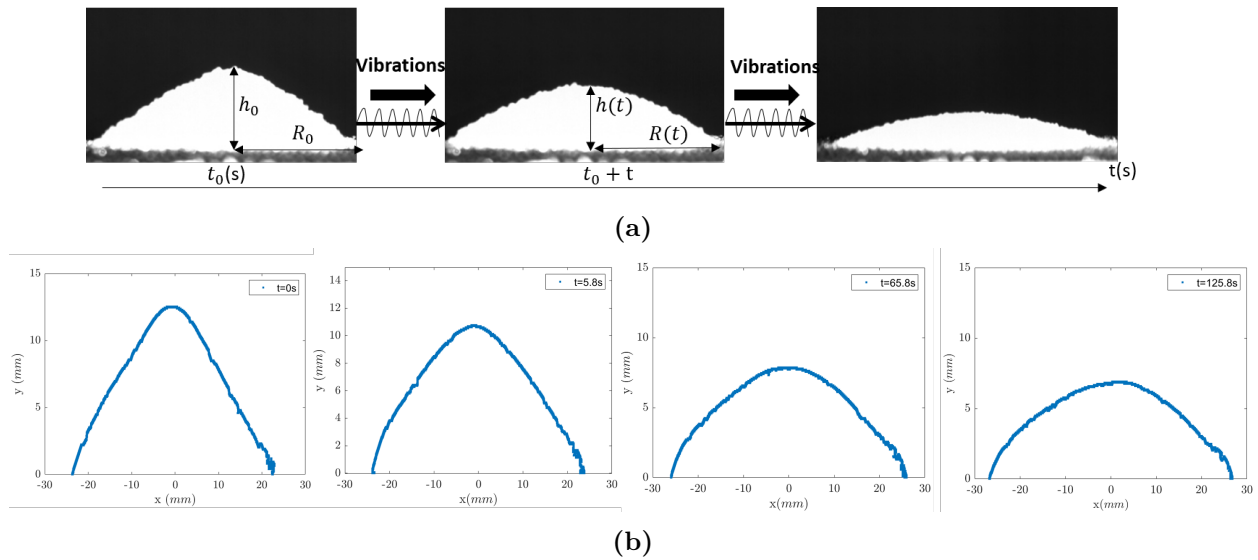 Vibrations
Vibrations
h₀
R₀
h(t)
R(t)
t₀(s)
t₀ + t
t(s)
(a)
15
10
5
0
y (mm)
t=0s
-30 -20 -10 0 10 20 30
x (mm)
14
12
10
8
6
4
2
0
y (mm)
t=5.8s
-30 -20 -10 0 10 20 30
x(mm)
15
10
5
0
y (mm)
t=65.8s
-30 -20 -10 0 10 20 30
x(mm)
15
10
5
0
y (mm)
t=125.8s
-30 -20 -10 0 10 20 30
x(mm)
(b)